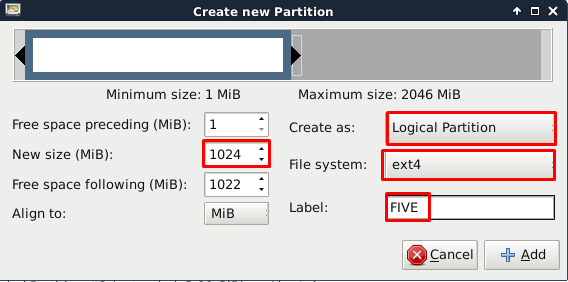 Create new Partition
Minimum size: 1 MiB Maximum size: 2046 MiB
Free space preceding (MiB): 1
Create as: Logical Partition
New size (MiB): 1024
File system: ext4
Free space following (MiB): 1022
Label: FIVE
Align to: MiB
Cancel Add